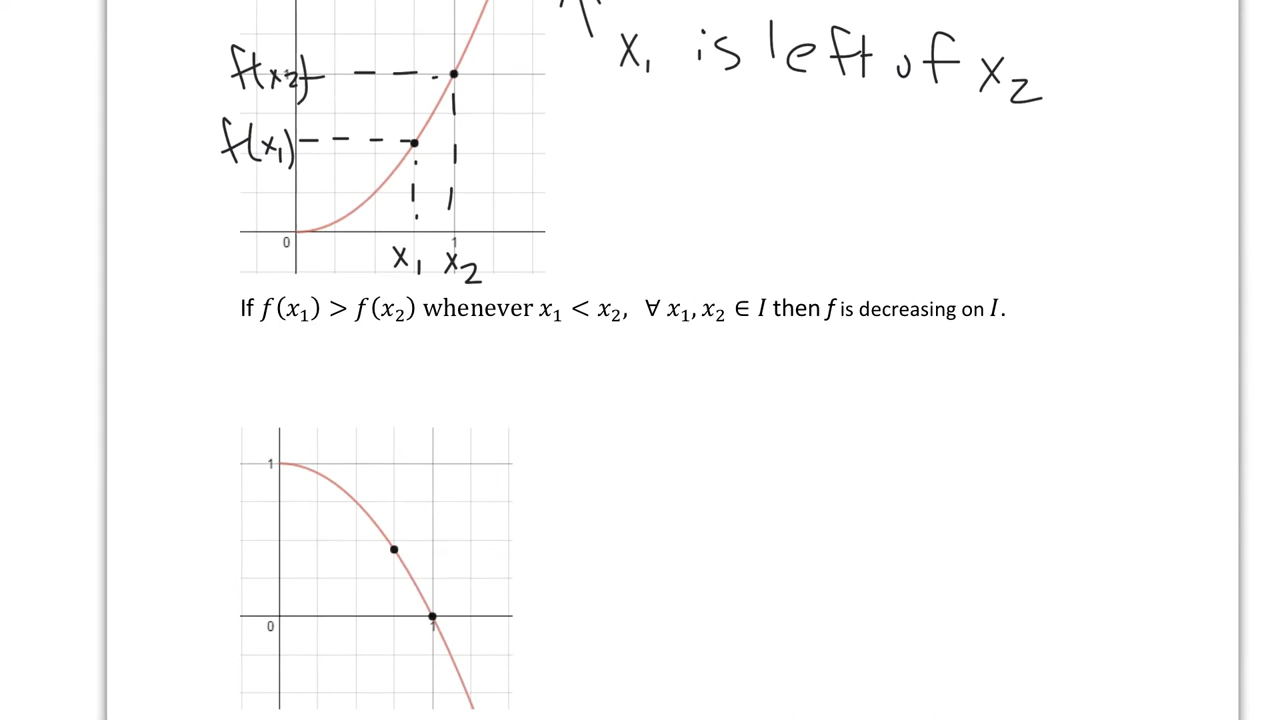 x₁ is left of x₂
f(x₂)
f(x₁)
0
1
x₁ x₂
If f(x₁) > f(x₂) whenever x₁ < x₂, ∀ x₁, x₂ ∈ I then f is decreasing on I.
1
0
1